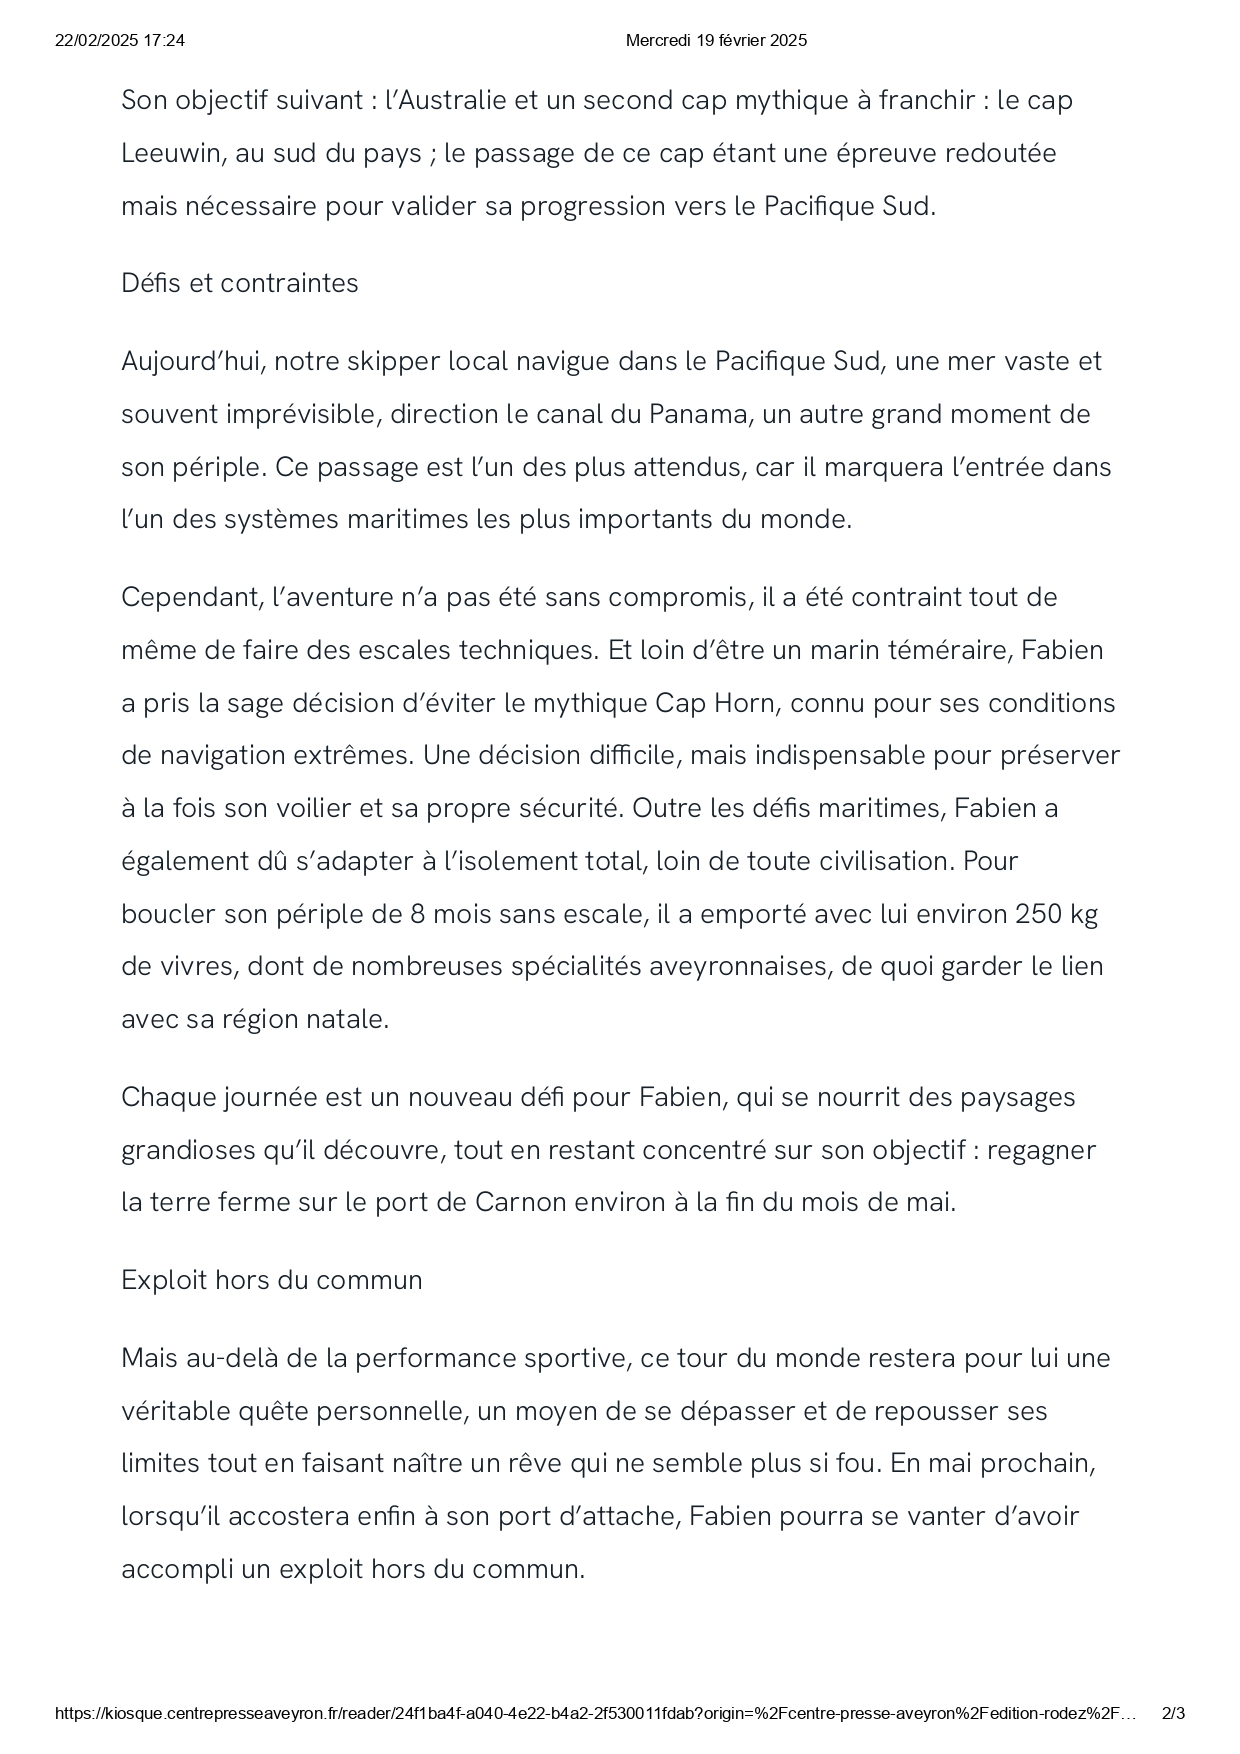 22/02/2025 17:24
Mercredi 19 février 2025
Son objectif suivant : l’Australie et un second cap mythique à franchir : le cap
Leeuwin, au sud du pays ; le passage de ce cap étant une épreuve redoutée
mais nécessaire pour valider sa progression vers le Pacifique Sud.
Défis et contraintes
Aujourd’hui, notre skipper local navigue dans le Pacifique Sud, une mer vaste et
souvent imprévisible, direction le canal du Panama, un autre grand moment de
son périple. Ce passage est l’un des plus attendus, car il marquera l’entrée dans
l’un des systèmes maritimes les plus importants du monde.
Cependant, l’aventure n’a pas été sans compromis, il a été contraint tout de
même de faire des escales techniques. Et loin d’être un marin téméraire, Fabien
a pris la sage décision d’éviter le mythique Cap Horn, connu pour ses conditions
de navigation extrêmes. Une décision difficile, mais indispensable pour préserver
à la fois son voilier et sa propre sécurité. Outre les défis maritimes, Fabien a
également dû s’adapter à l’isolement total, loin de toute civilisation. Pour
boucler son périple de 8 mois sans escale, il a emporté avec lui environ 250 kg
de vivres, dont de nombreuses spécialités aveyronnaises, de quoi garder le lien
avec sa région natale.
Chaque journée est un nouveau défi pour Fabien, qui se nourrit des paysages
grandioses qu’il découvre, tout en restant concentré sur son objectif : regagner
la terre ferme sur le port de Carnon environ à la fin du mois de mai.
Exploit hors du commun
Mais au-delà de la performance sportive, ce tour du monde restera pour lui une
véritable quête personnelle, un moyen de se dépasser et de repousser ses
limites tout en faisant naître un rêve qui ne semble plus si fou. En mai prochain,
lorsqu’il accostera enfin à son port d’attache, Fabien pourra se vanter d’avoir
accompli un exploit hors du commun.
https://kiosque.centrepresseaveyron.fr/reader/24f1ba4f-a040-4e22-b4a2-2f530011fdab?origin=%2Fcentre-presse-aveyron%2Fedition-rodez%2F…
2/3